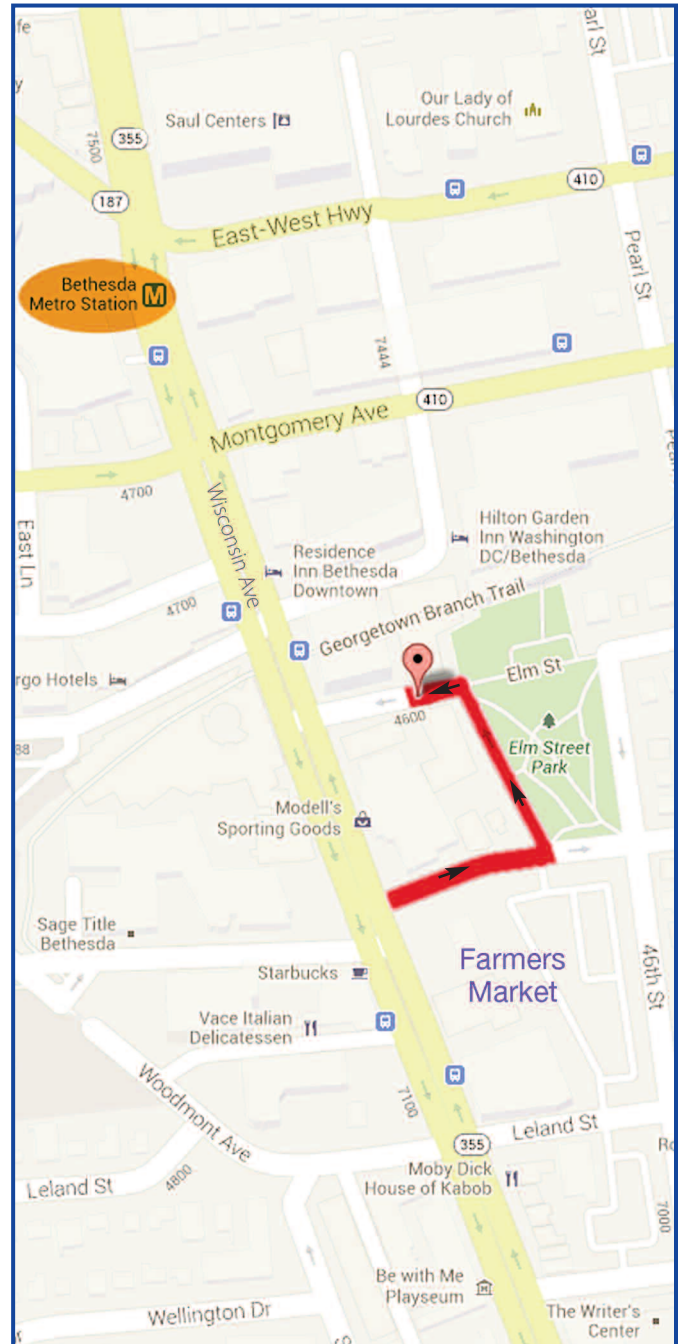 fe
Pearl St
y
Saul Centers
Our Lady of
Lourdes Church
7500
355
187
410
East-West Hwy
Pearl St
Bethesda
Metro Station M
7444
410
Montgomery Ave
4700
Wisconsin Ave
East Ln
Hilton Garden
Inn Washington
DC/Bethesda
Residence
Inn Bethesda
Downtown
4700
Georgetown Branch Trail
rgo Hotels
Elm St
4600
88
Elm Street
Park
Modell's
Sporting Goods
Sage Title
Bethesda
Farmers
Market
46th St
Starbucks
Vace Italian
Delicatessen
7100
Woodmont Ave
Leland St
355
Moby Dick
House of Kabob
Leland St
4800
7000
Be with Me
Playseum
Wellington Dr
The Writer's
Center